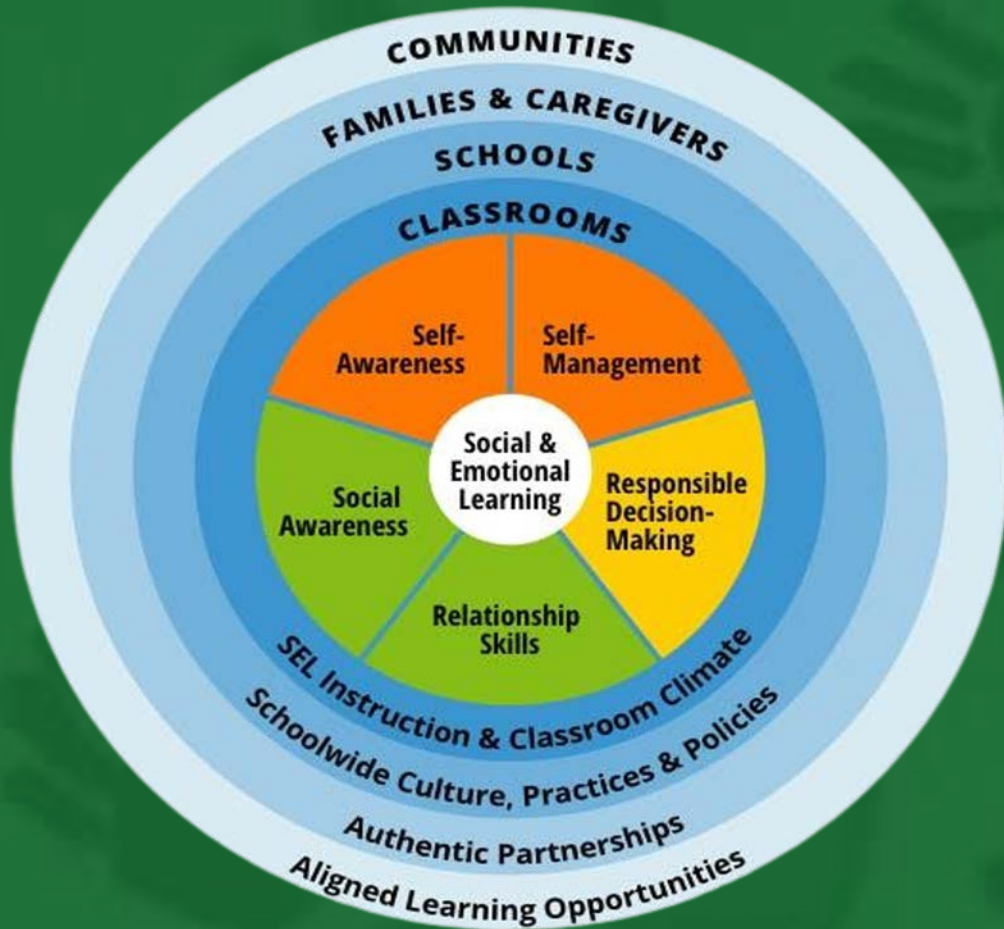 COMMUNITIES
FAMILIES & CAREGIVERS
SCHOOLS
CLASSROOMS
Self-
Awareness
Self-
Management
Social &
Emotional
Learning
Social
Awareness
Responsible
Decision-
Making
Relationship
Skills
SEL Instruction & Classroom Climate
Schoolwide Culture, Practices & Policies
Authentic Partnerships
Aligned Learning Opportunities